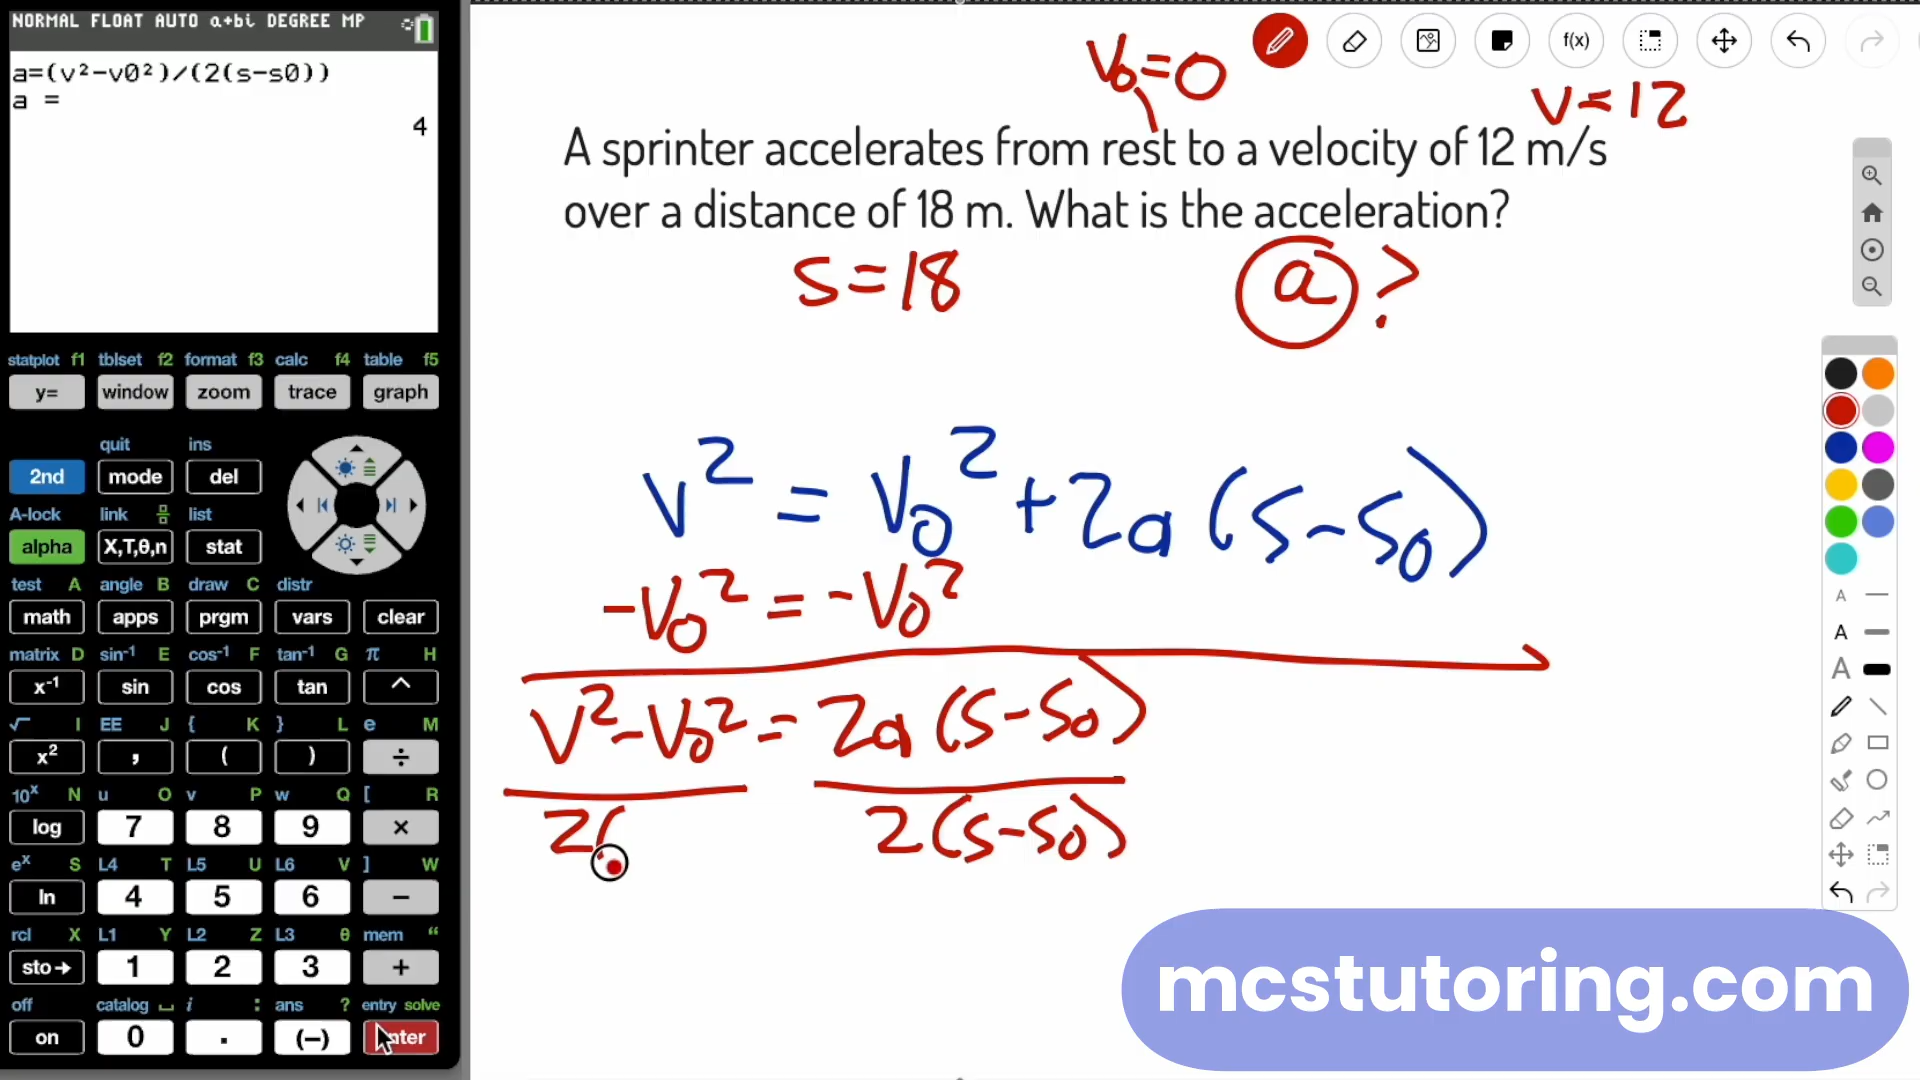 NORMAL FLOAT AUTO a+bi DEGREE MP
a=(v²-v0²)/(2(s-s0))
a =
4
statplot f1 tblset f2 format f3 calc f4 table f5
y= window zoom trace graph
quit ins
2nd mode del
A-lock link list
alpha X,T,θ,n stat
test A angle B draw C distr
math apps prgm vars clear
matrix D sin⁻¹ E cos⁻¹ F tan⁻¹ G π H
x⁻¹ sin cos tan ^
√ I EE J { K } L e M
x² , ( ) ÷
10ˣ N u O v P w Q [ R
log 7 8 9 ×
eˣ S L4 T L5 U L6 V ] W
ln 4 5 6 −
rcl X L1 Y L2 Z L3 θ mem “
sto→ 1 2 3 +
off catalog ⎵ i : ans ? entry solve
on 0 . (−) enter
v₀=0
f(x)
v=12
A sprinter accelerates from rest to a velocity of 12 m/s
over a distance of 18 m. What is the acceleration?
s=18
a?
v² = v₀² + 2a(s-s₀)
-v₀² = -v₀²
v²-v₀² = 2a(s-s₀)
2( 2(s-s₀)
A
A
A
mcstutoring.com